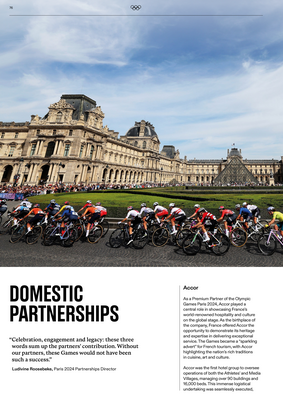 DOMESTIC
PARTNERSHIPS
“Celebration, engagement and legacy: these three
words sum up the partners’ contribution. Without
our partners, these Games would not have been
such a success.”
Ludivine Roosebeke, Paris 2024 Partnerships Director
Accor
As a Premium Partner of the Olympic
Games Paris 2024, Accor played a
central role in showcasing France’s
world-renowned hospitality and culture
on the global stage. As the birthplace of
the company, France offered Accor the
opportunity to demonstrate its heritage
and expertise in delivering exceptional
service. The Games became a “sparkling
advert” for French tourism, with Accor
highlighting the nation’s rich traditions
in cuisine, art and culture.
Accor was the first hotel group to oversee
operations of both the Athletes’ and Media
Villages, managing over 90 buildings and
16,000 beds. This immense logistical
undertaking was seamlessly executed,